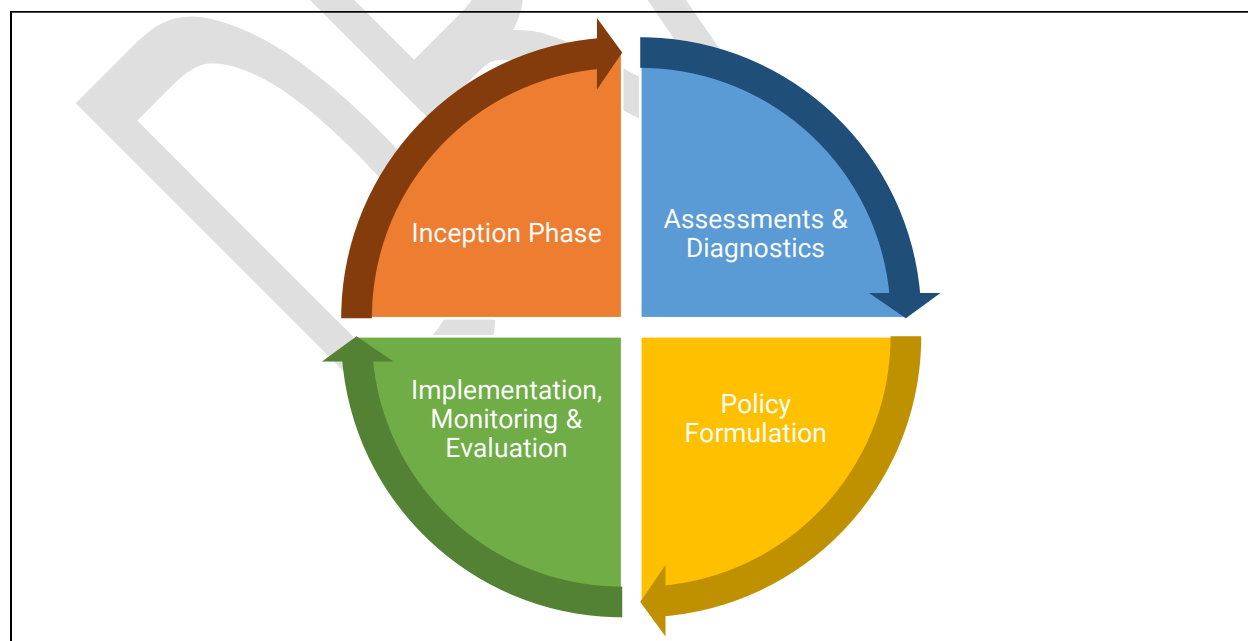 Inception Phase
Assessments &
Diagnostics
Implementation,
Monitoring &
Evaluation
Policy
Formulation